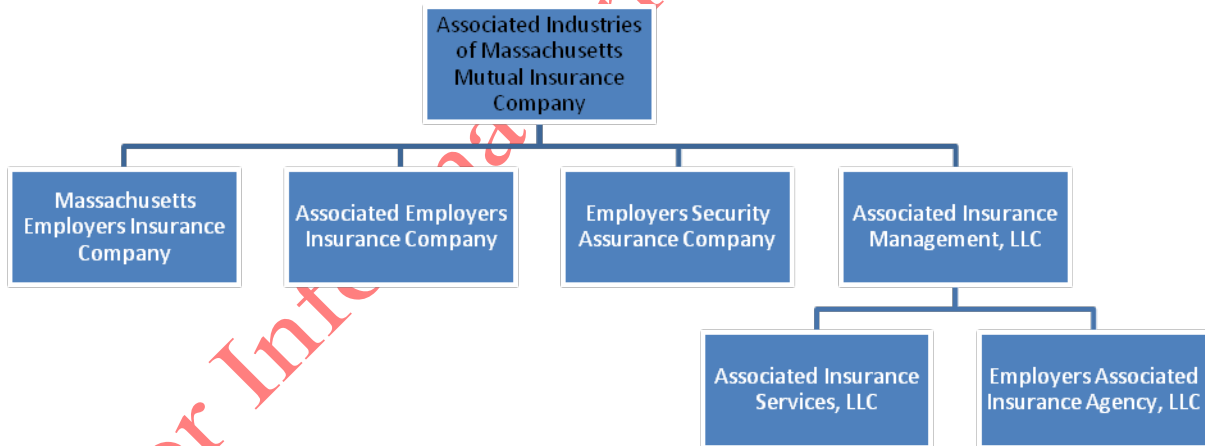 Associated Industries
of Massachusetts
Mutual Insurance
Company
Massachusetts
Employers Insurance
Company
Associated Employers
Insurance Company
Employers Security
Assurance Company
Associated Insurance
Management, LLC
Associated Insurance
Services, LLC
Employers Associated
Insurance Agency, LLC